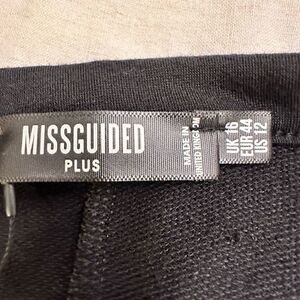 MISSGUIDED
PLUS
MADE IN
UNITED KINGDOM
UK 16
EUR 44
US 12